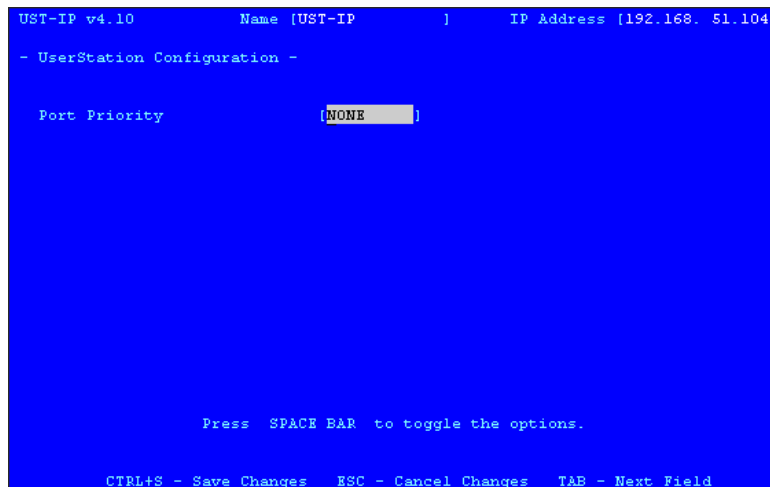 UST-IP v4.10 Name [UST-IP ] IP Address [192.168. 51.104
- UserStation Configuration -
Port Priority [NONE ]
Press SPACE BAR to toggle the options.
CTRL+S - Save Changes ESC - Cancel Changes TAB - Next Field